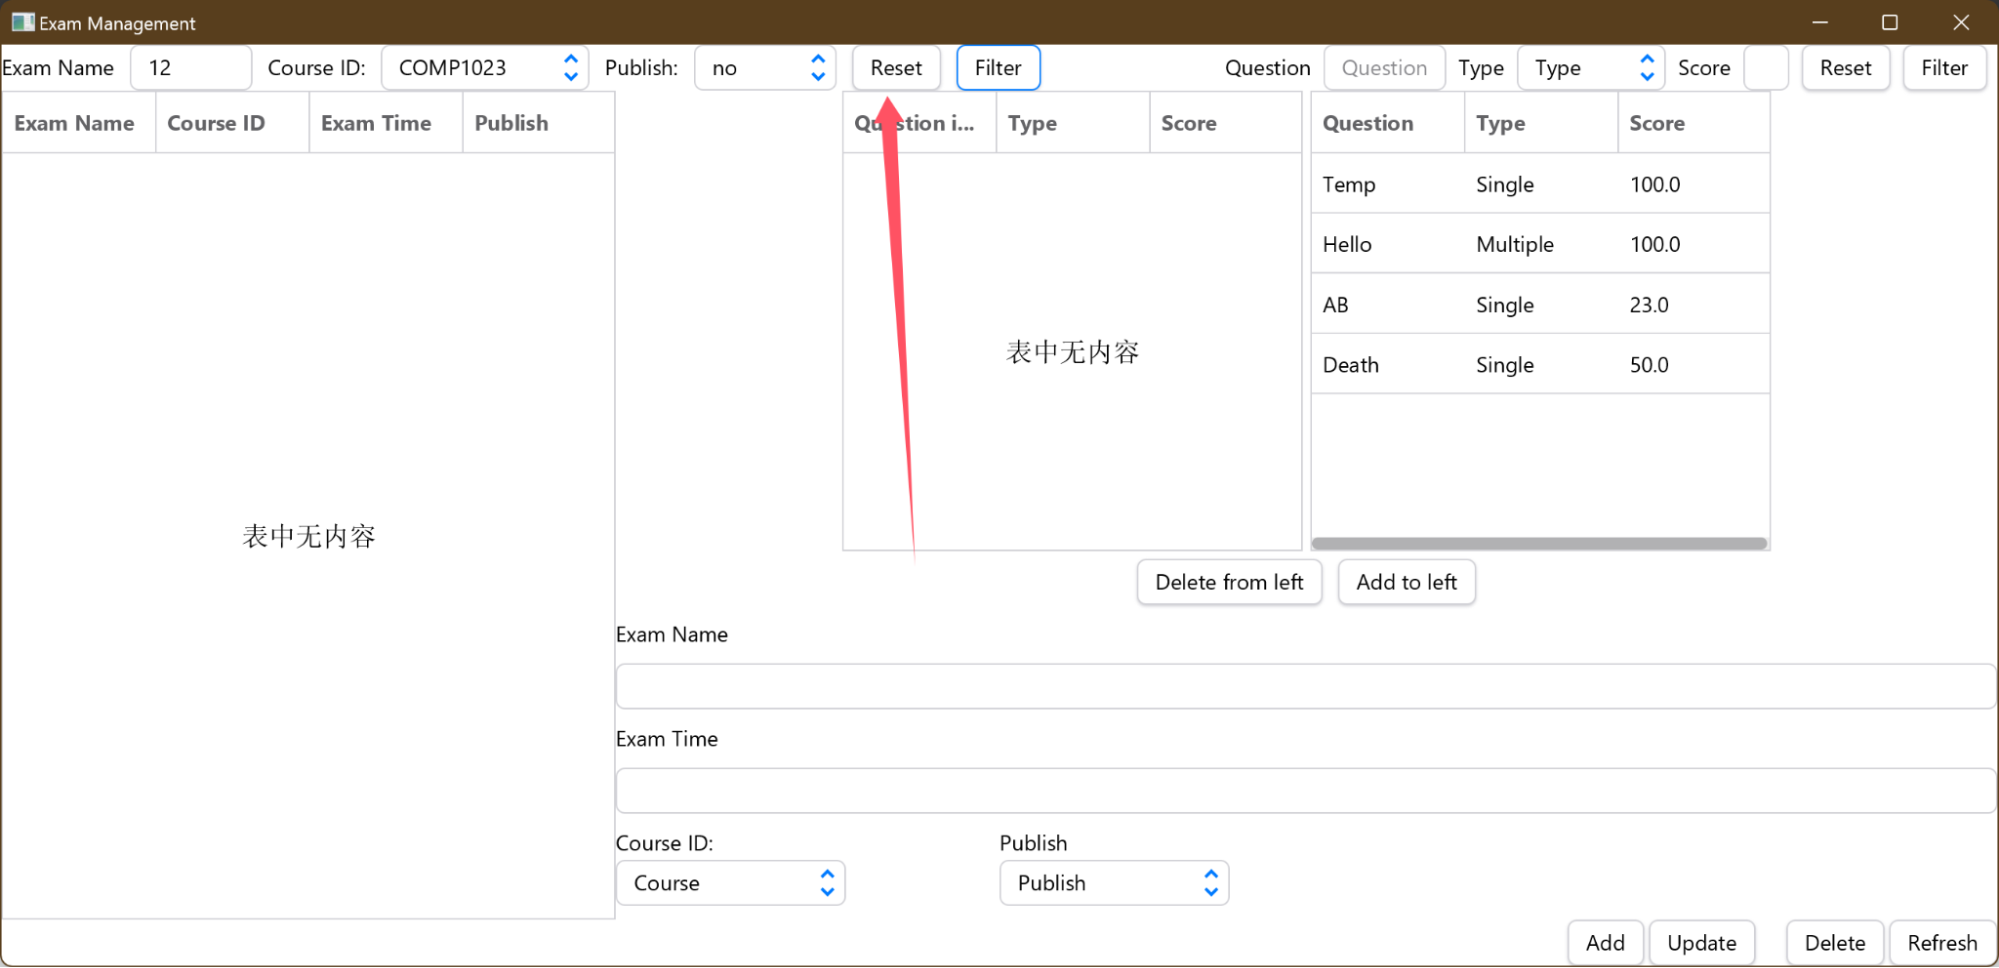 Exam Management
Exam Name 12 Course ID: COMP1023 Publish: no Reset Filter Question Question Type Type Score Reset Filter
Exam Name Course ID Exam Time Publish
表中无内容
Type Score
表中无内容
Question Type Score
Temp Single 100.0
Hello Multiple 100.0
AB Single 23.0
Death Single 50.0
Delete from left Add to left
Exam Name
Exam Time
Course ID: Publish
Course Publish
Add Update Delete Refresh